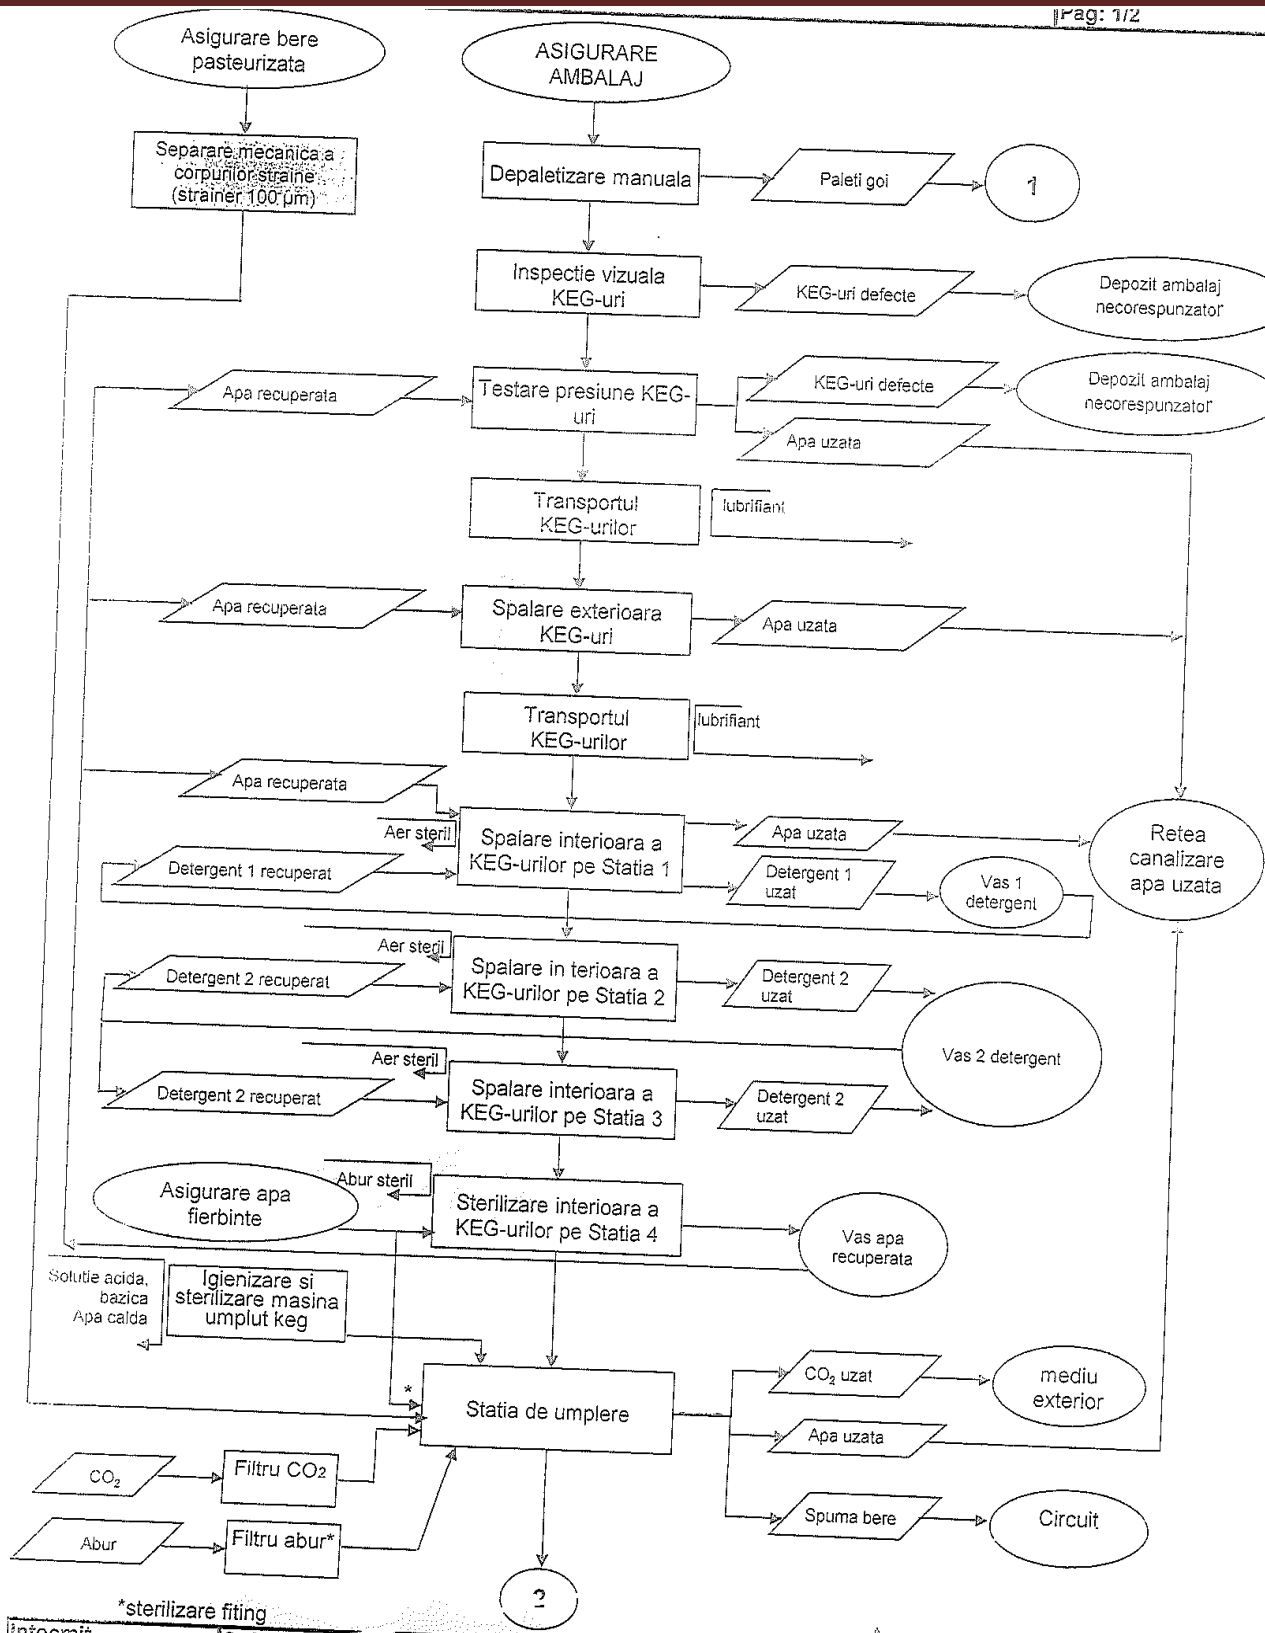 Pag: 1/2
Asigurare bere
pasteurizata
ASIGURARE
AMBALAJ
Separare mecanica a
corpurilor straine
(strainer 100 µm)
Depaletizare manuala
Paleti goi
1
Inspectie vizuala
KEG-uri
KEG-uri defecte
Depozit ambalaj
necorespunzator
Apa recuperata
Testare presiune KEG-
uri
KEG-uri defecte
Depozit ambalaj
necorespunzator
Apa uzata
Transportul
KEG-urilor
lubrifiant
Apa recuperata
Spalare exterioara
KEG-uri
Apa uzata
Transportul
KEG-urilor
lubrifiant
Apa recuperata
Aer steril
Spalare interioara a
KEG-urilor pe Statia 1
Apa uzata
Retea
canalizare
apa uzata
Detergent 1 recuperat
Detergent 1
uzat
Vas 1
detergent
Aer steril
Detergent 2 recuperat
Spalare in terioara a
KEG-urilor pe Statia 2
Detergent 2
uzat
Vas 2 detergent
Aer steril
Detergent 2 recuperat
Spalare interioara a
KEG-urilor pe Statia 3
Detergent 2
uzat
Asigurare apa
fierbinte
Abur steril
Sterilizare interioara a
KEG-urilor pe Statia 4
Vas apa
recuperata
Solutie acida,
bazica
Apa calda
Igienizare si
sterilizare masina
umplut keg
*
Statia de umplere
CO₂ uzat
mediu
exterior
Apa uzata
CO₂
Filtru CO2
Spuma bere
Circuit
Abur
Filtru abur*
2
*sterilizare fiting
Intocmit